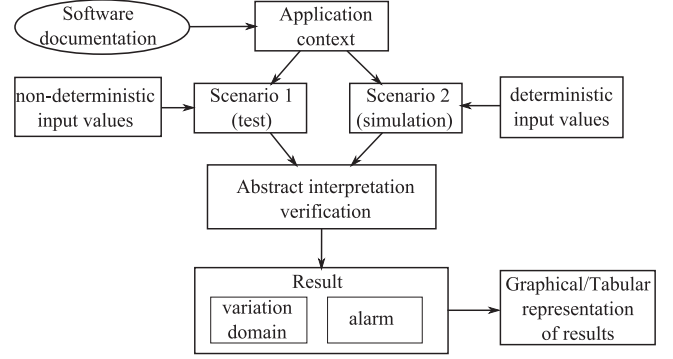 Software
documentation
Application
context
non-deterministic
input values
Scenario 1
(test)
Scenario 2
(simulation)
deterministic
input values
Abstract interpretation
verification
Result
variation
domain
alarm
Graphical/Tabular
representation
of results